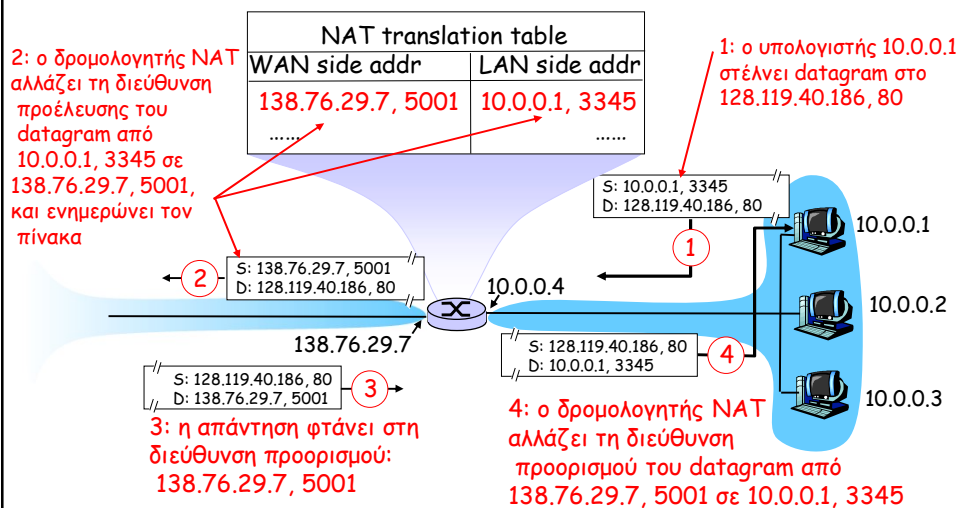 NAT translation table
WAN side addr LAN side addr
138.76.29.7, 5001 10.0.0.1, 3345
...... ......
2: ο δρομολογητής NAT
αλλάζει τη διεύθυνση
προέλευσης του
datagram από
10.0.0.1, 3345 σε
138.76.29.7, 5001,
και ενημερώνει τον
πίνακα
1: ο υπολογιστής 10.0.0.1
στέλνει datagram στο
128.119.40.186, 80
S: 10.0.0.1, 3345
D: 128.119.40.186, 80
1
10.0.0.1
2
S: 138.76.29.7, 5001
D: 128.119.40.186, 80
10.0.0.4
10.0.0.2
138.76.29.7
S: 128.119.40.186, 80
D: 10.0.0.1, 3345
4
S: 128.119.40.186, 80
D: 138.76.29.7, 5001
3
10.0.0.3
3: η απάντηση φτάνει στη
διεύθυνση προορισμού:
138.76.29.7, 5001
4: ο δρομολογητής NAT
αλλάζει τη διεύθυνση
προορισμού του datagram από
138.76.29.7, 5001 σε 10.0.0.1, 3345